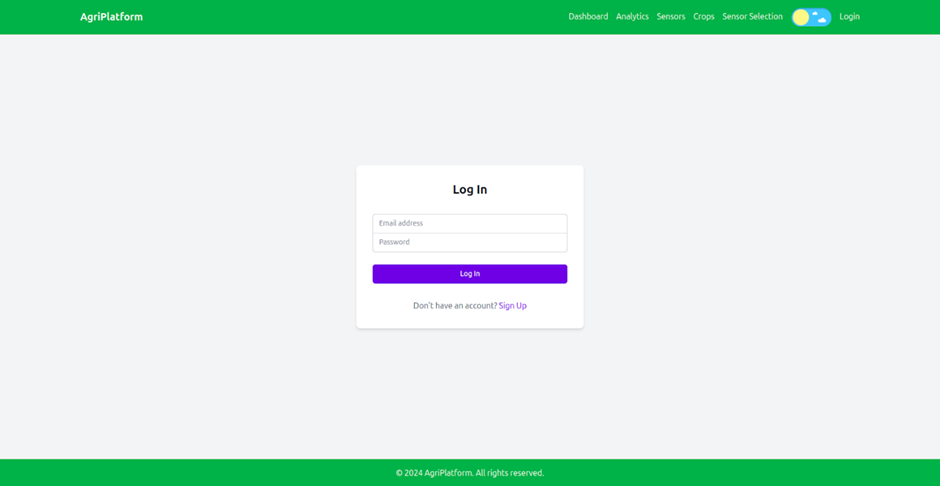 AgriPlatform
Dashboard Analytics Sensors Crops Sensor Selection Login
Log In
Email address
Password
Log In
Don't have an account? Sign Up
© 2024 AgriPlatform. All rights reserved.